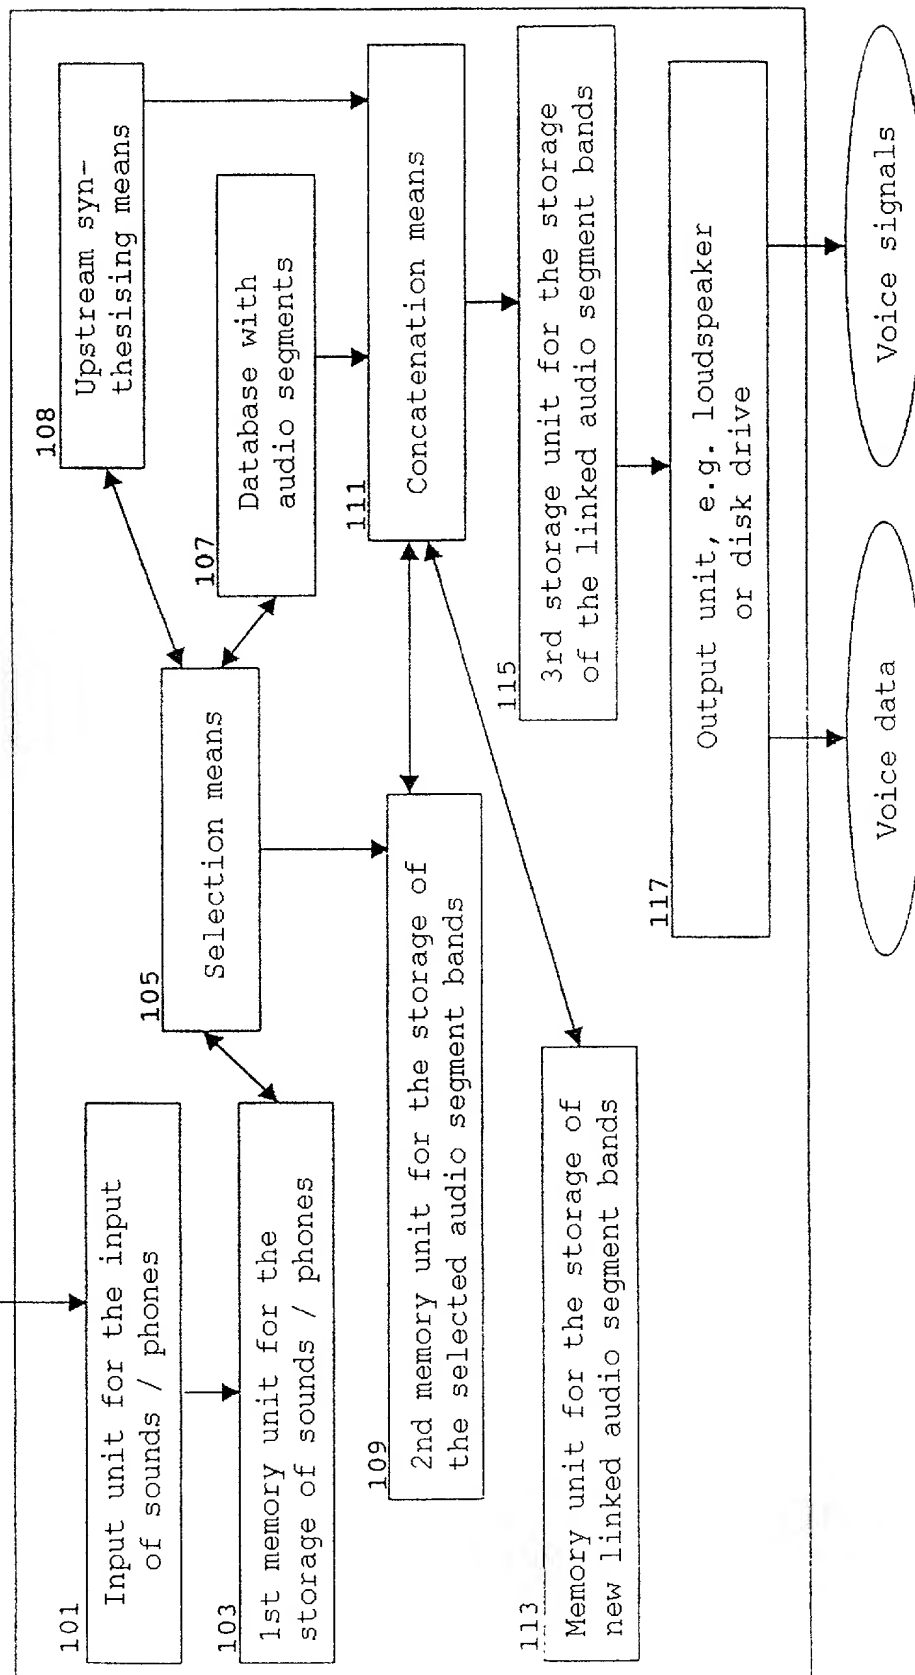 101
Input unit for the input
of sounds / phones
103
1st memory unit for the
storage of sounds / phones
105
Selection means
108
Upstream syn-
thesising means
107
Database with
audio segments
109
2nd memory unit for the storage of
the selected audio segment bands
111
Concatenation means
113
Memory unit for the storage of
new linked audio segment bands
115
3rd storage unit for the storage
of the linked audio segment bands
117
Output unit, e.g. loudspeaker
or disk drive
Voice data
Voice signals